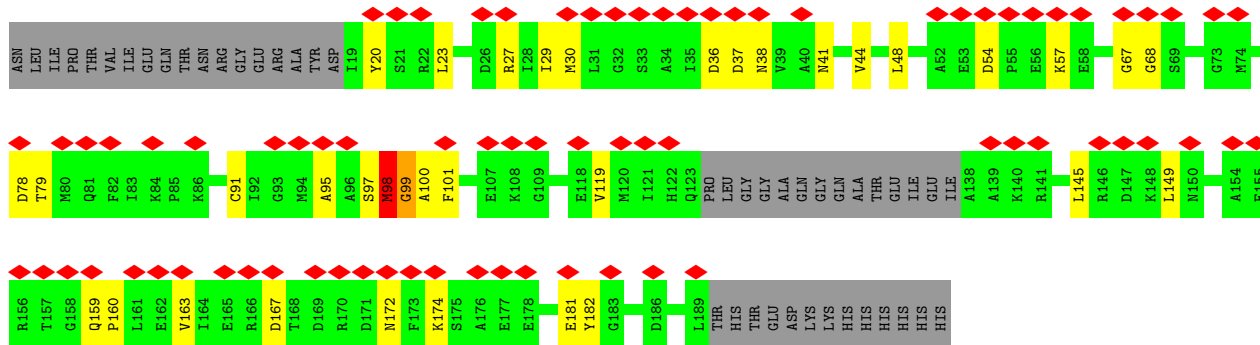 ASN LEU ILE PRO THR VAL ILE GLU GLN THR ASN ARG GLY GLU ARG ALA TYR ASP I19 Y20 S21 R22 L23 D26 R27 I28 I29 M30 L31 G32 S33 A34 I35 D36 D37 N38 V39 A40 N41 V44 L48 A52 E53 D54 P55 E56 K57 E58 G67 G68 S69 G73 M74
D78 T79 M80 Q81 F82 I83 K84 P85 K86 C91 I92 G93 M94 A95 A96 S97 M98 G99 A100 F101 E107 K108 G109 E118 V119 M120 I121 H122 Q123 PRO LEU GLY GLY ALA GLN GLY GLN ALA THR GLU ILE GLU ILE A138 A139 K140 R141 L145 R146 D147 K148 L149 N150 A154
R156 T157 G158 Q159 P160 L161 E162 V163 I164 E165 R166 D167 T168 D169 R170 D171 N172 F173 K174 S175 A176 E177 E178 E181 Y182 G183 D186 L189 THR HIS THR GLU ASP LYS LYS HIS HIS HIS HIS HIS HIS